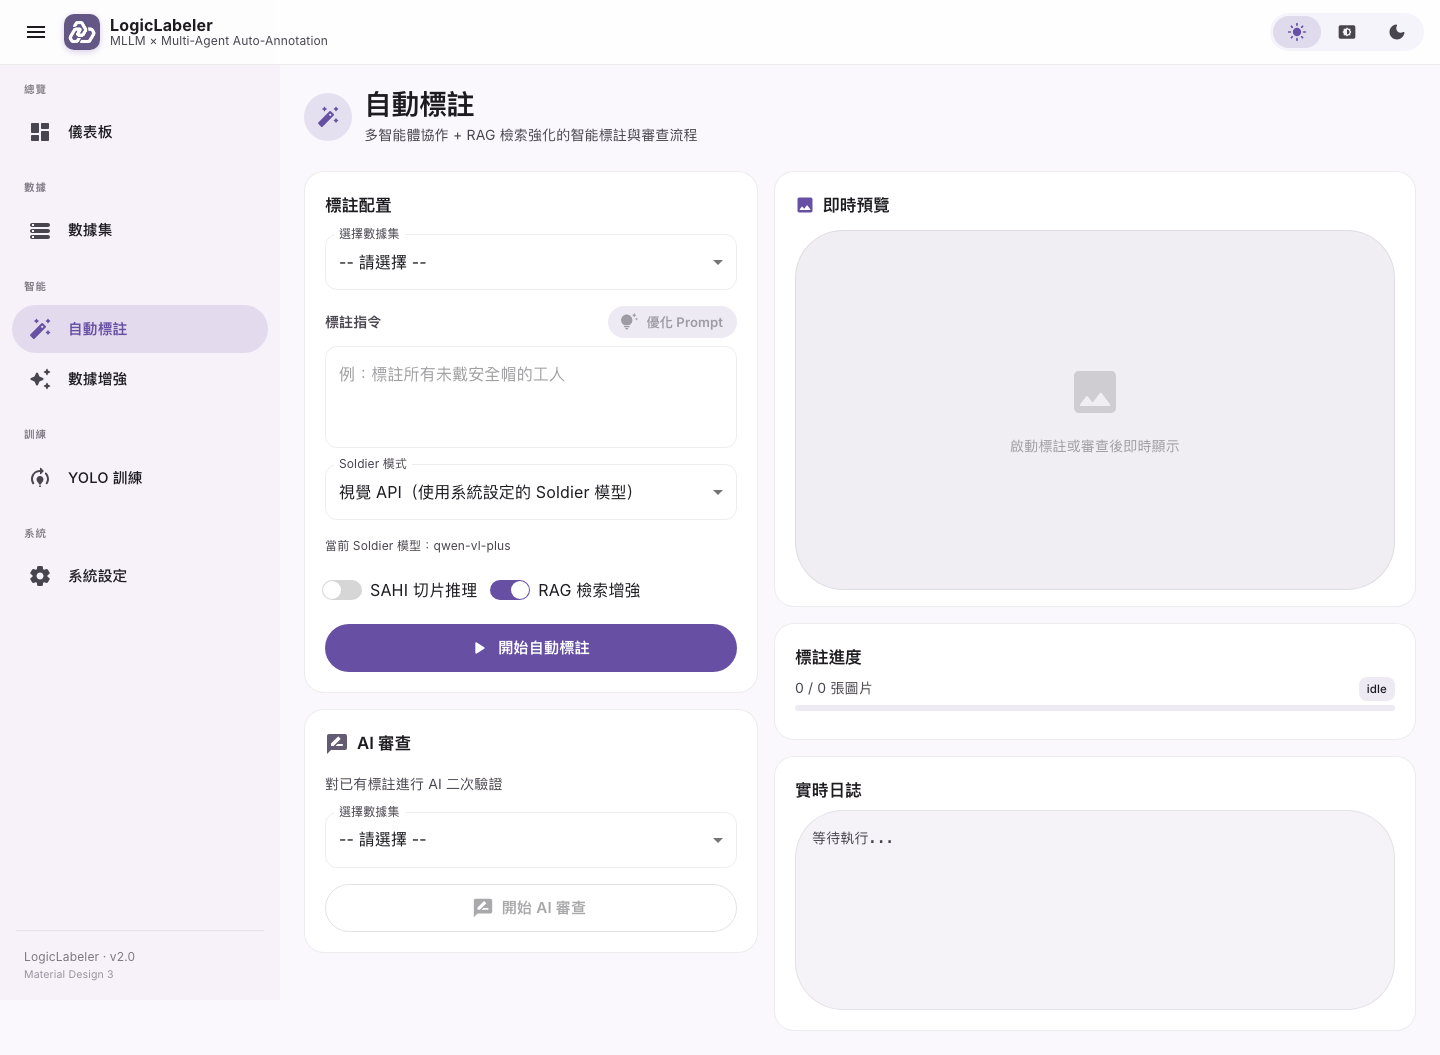 LogicLabeler
MLLM × Multi-Agent Auto-Annotation
總覽
儀表板
數據
數據集
智能
自動標註
數據增強
訓練
YOLO 訓練
系統
系統設定
LogicLabeler · v2.0
Material Design 3
自動標註
多智能體協作 + RAG 檢索強化的智能標註與審查流程
標註配置
選擇數據集
-- 請選擇 --
標註指令
優化 Prompt
例：標註所有未戴安全帽的工人
Soldier 模式
視覺 API（使用系統設定的 Soldier 模型）
當前 Soldier 模型：qwen-vl-plus
SAHI 切片推理
RAG 檢索增強
開始自動標註
AI 審查
對已有標註進行 AI 二次驗證
選擇數據集
-- 請選擇 --
開始 AI 審查
即時預覽
啟動標註或審查後即時顯示
標註進度
0 / 0 張圖片
idle
實時日誌
等待執行...